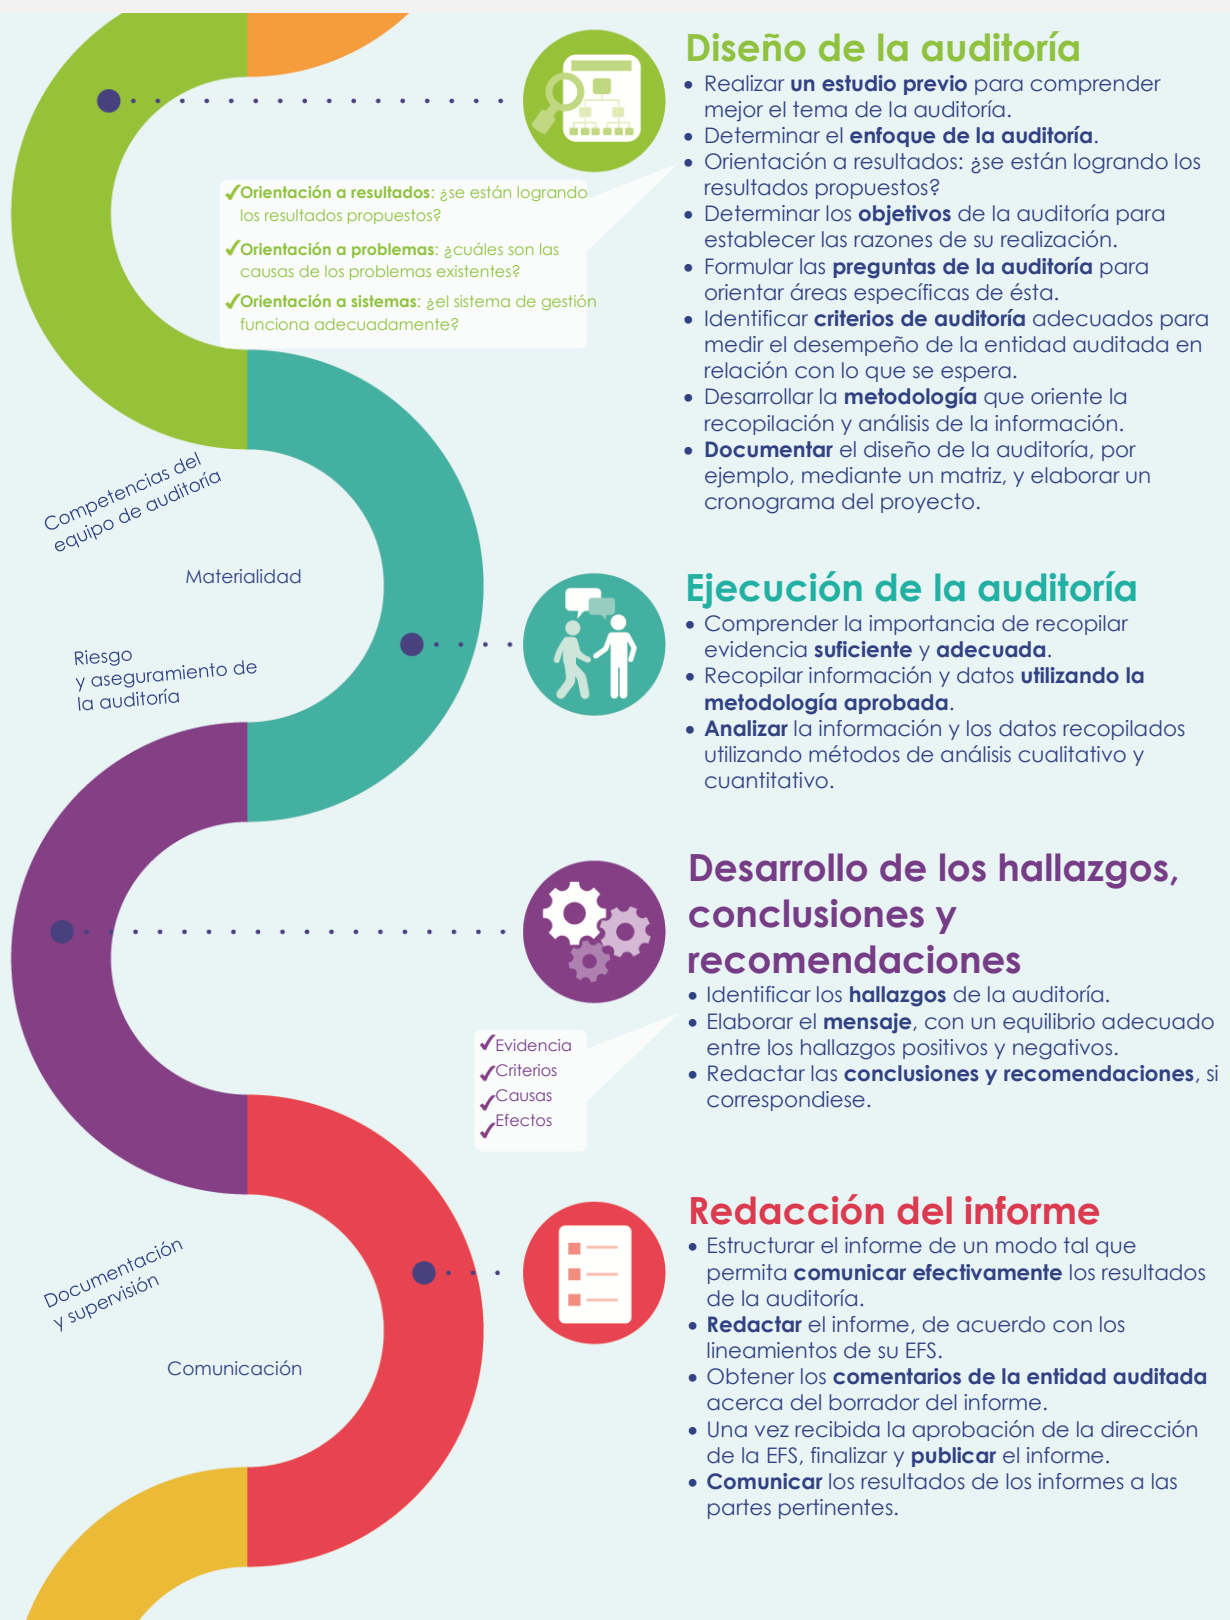 Diseño de la auditoría
• Realizar un estudio previo para comprender
mejor el tema de la auditoría.
• Determinar el enfoque de la auditoría.
• Orientación a resultados: ¿se están logrando los
resultados propuestos?
• Determinar los objetivos de la auditoría para
establecer las razones de su realización.
• Formular las preguntas de la auditoría para
orientar áreas específicas de ésta.
• Identificar criterios de auditoría adecuados para
medir el desempeño de la entidad auditada en
relación con lo que se espera.
• Desarrollar la metodología que oriente la
recopilación y análisis de la información.
• Documentar el diseño de la auditoría, por
ejemplo, mediante un matriz, y elaborar un
cronograma del proyecto.
✓Orientación a resultados: ¿se están logrando
los resultados propuestos?
✓Orientación a problemas: ¿cuáles son las
causas de los problemas existentes?
✓Orientación a sistemas: ¿el sistema de gestión
funciona adecuadamente?
Competencias del
equipo de auditoría
Materialidad
Riesgo
y aseguramiento de
la auditoría
Ejecución de la auditoría
• Comprender la importancia de recopilar
evidencia suficiente y adecuada.
• Recopilar información y datos utilizando la
metodología aprobada.
• Analizar la información y los datos recopilados
utilizando métodos de análisis cualitativo y
cuantitativo.
Desarrollo de los hallazgos,
conclusiones y
recomendaciones
• Identificar los hallazgos de la auditoría.
• Elaborar el mensaje, con un equilibrio adecuado
entre los hallazgos positivos y negativos.
• Redactar las conclusiones y recomendaciones, si
correspondiese.
✓Evidencia
✓Criterios
✓Causas
✓Efectos
Documentación
y supervisión
Comunicación
Redacción del informe
• Estructurar el informe de un modo tal que
permita comunicar efectivamente los resultados
de la auditoría.
• Redactar el informe, de acuerdo con los
lineamientos de su EFS.
• Obtener los comentarios de la entidad auditada
acerca del borrador del informe.
• Una vez recibida la aprobación de la dirección
de la EFS, finalizar y publicar el informe.
• Comunicar los resultados de los informes a las
partes pertinentes.